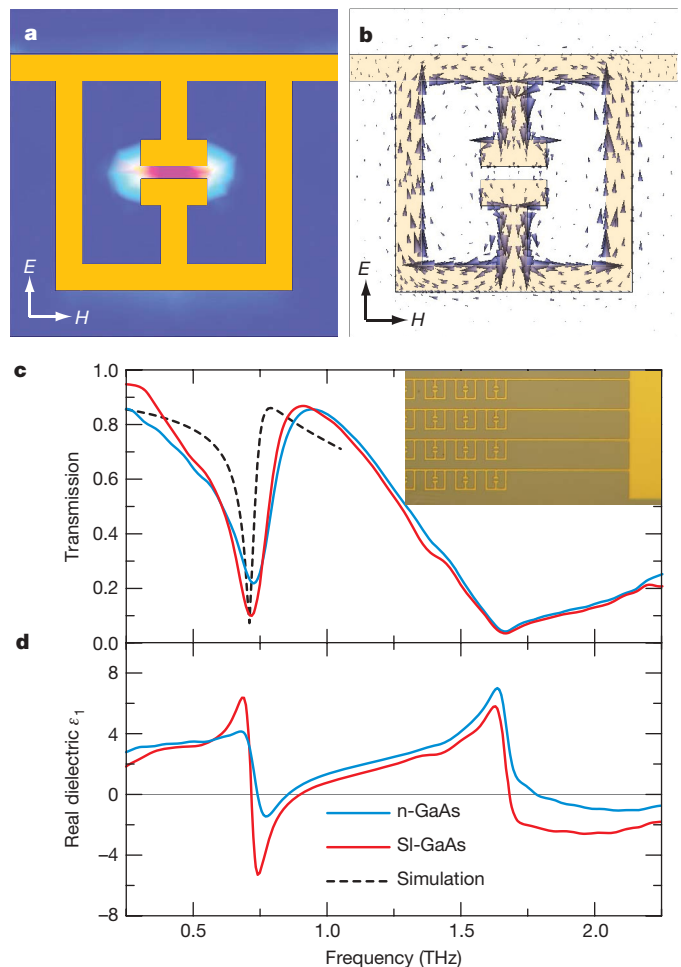 a
b
E
H
E
H
c
1.0
0.8
0.6
0.4
0.2
0.0
Transmission
d
8
4
0
−4
−8
Real dielectric ε₁
n-GaAs
SI-GaAs
Simulation
0.5
1.0
1.5
2.0
Frequency (THz)